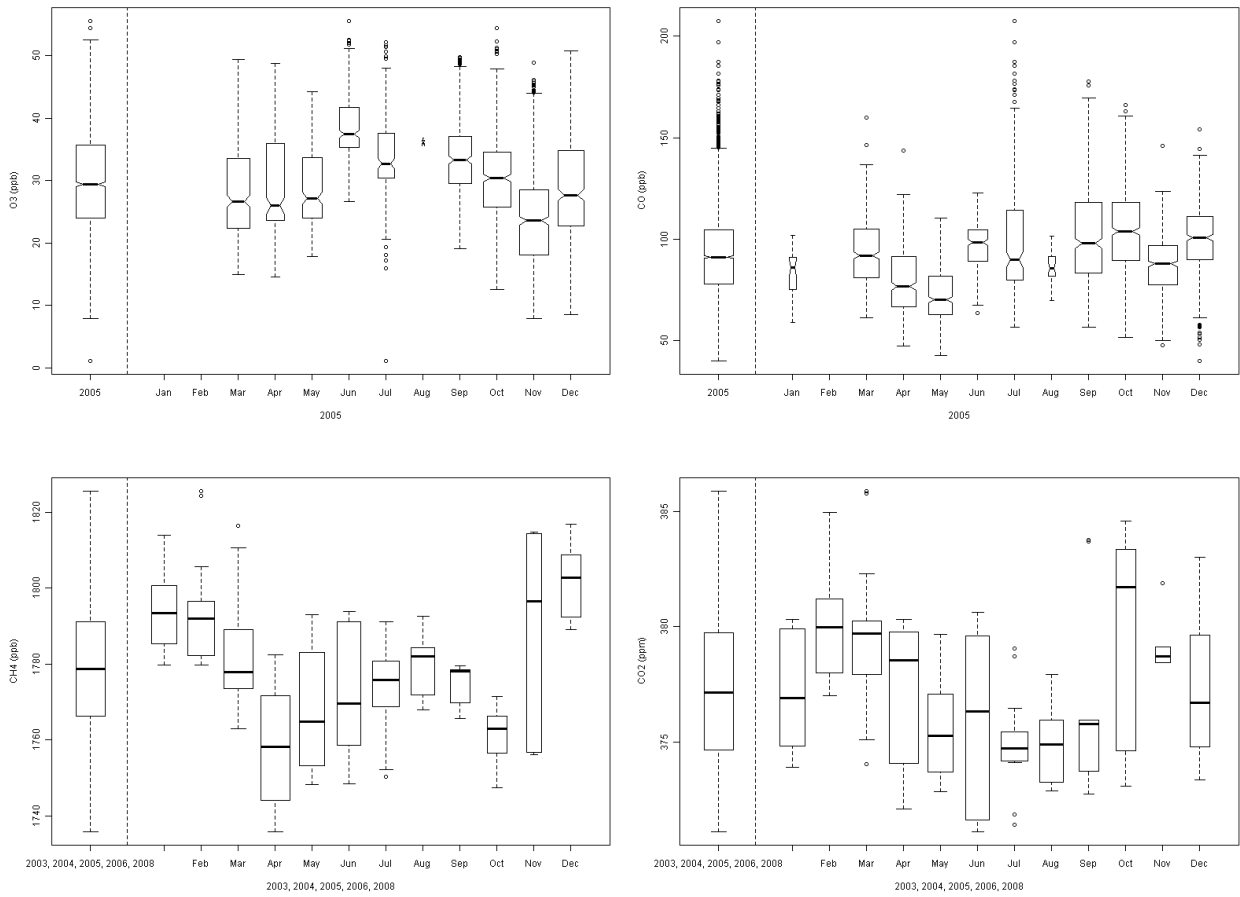 O3 (ppb)
50
40
30
20
10
0
2005 Jan Feb Mar Apr May Jun Jul Aug Sep Oct Nov Dec
2005
CO (ppb)
200
150
100
50
2005 Jan Mar Apr May Jun Jul Aug Sep Oct Nov Dec
2005
CH4 (ppb)
1820
1800
1780
1760
1740
2003, 2004, 2005, 2006, 2008 Feb Mar Apr May Jun Jul Aug Sep Oct Nov Dec
2003, 2004, 2005, 2006, 2008
CO2 (ppm)
385
380
375
2003, 2004, 2005, 2006, 2008 Feb Mar Apr May Jun Jul Aug Sep Oct Nov Dec
2003, 2004, 2005, 2006, 2008